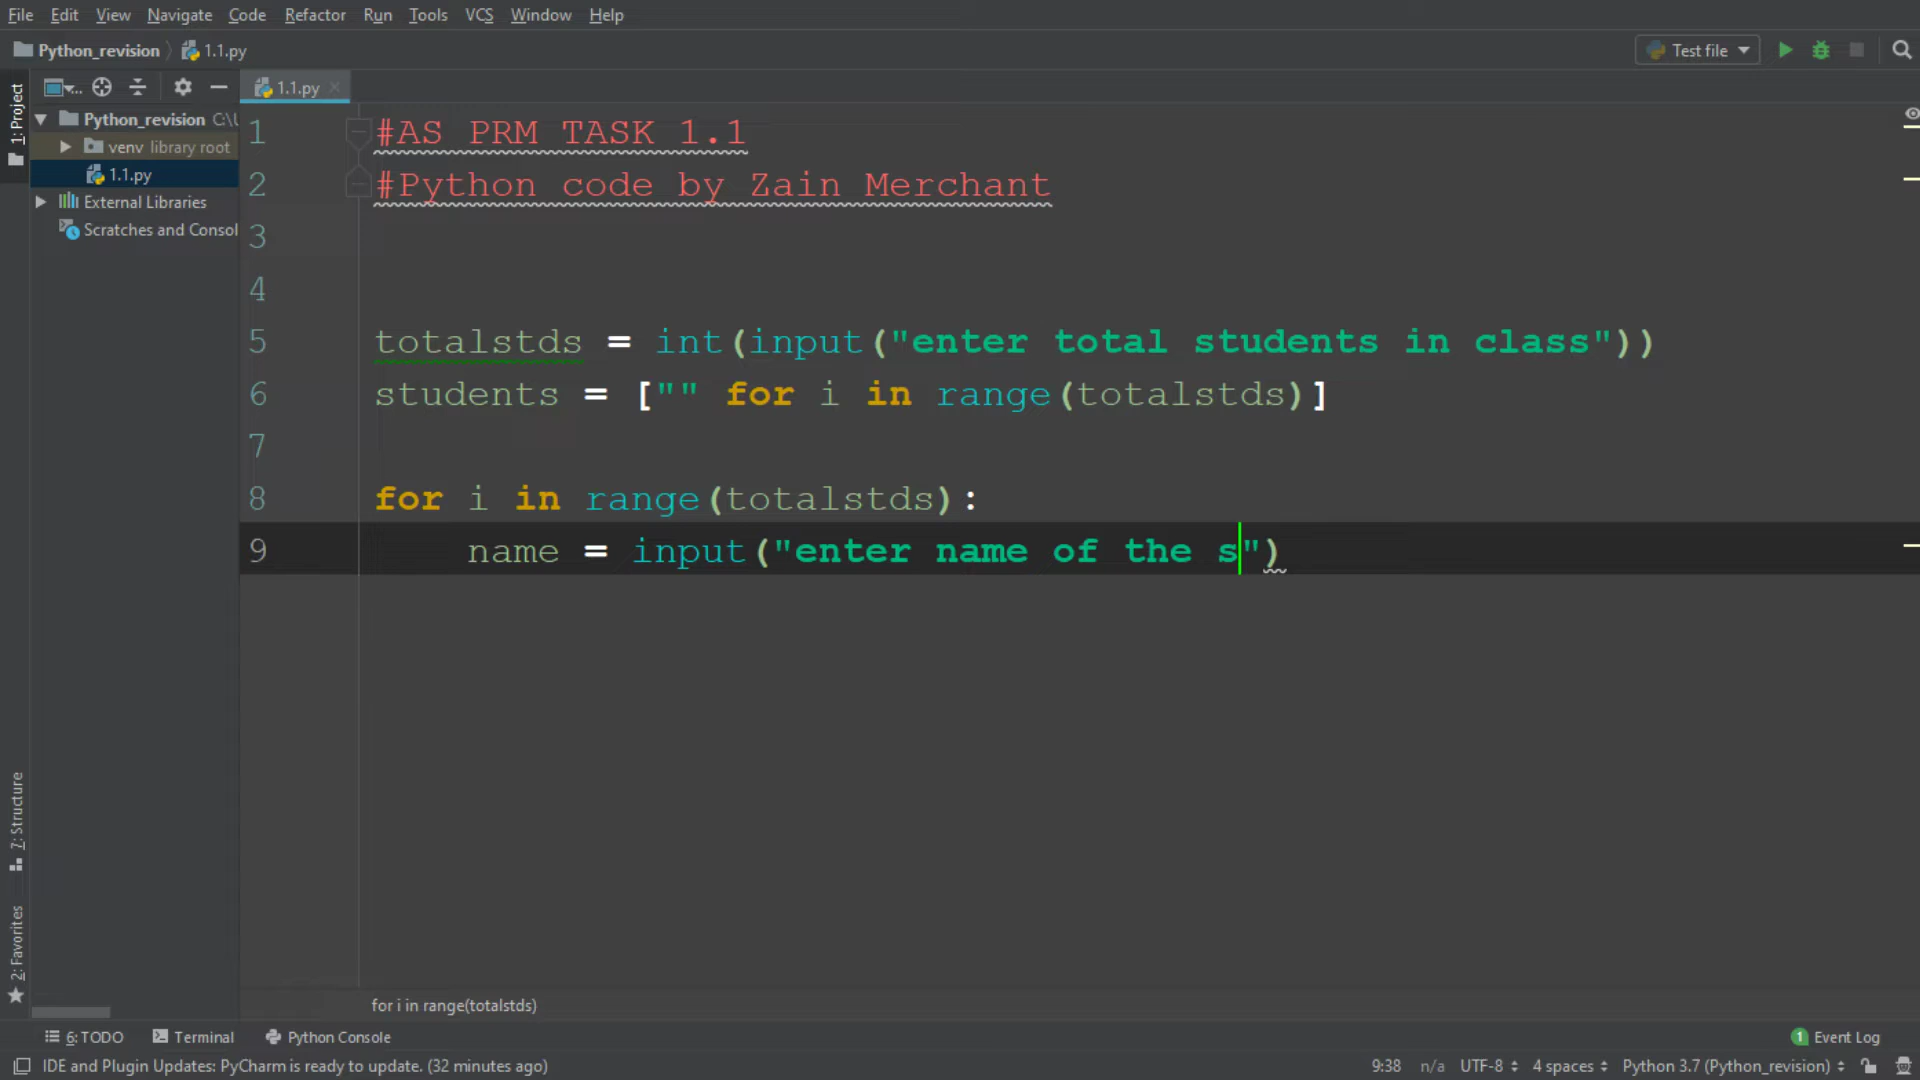 File Edit View Navigate Code Refactor Run Tools VCS Window Help
Python_revision 1.1.py Test file
1: Project
1.1.py
Python_revision C:\
venv library root
1.1.py
External Libraries
Scratches and Consol
1 #AS PRM TASK 1.1
2 #Python code by Zain Merchant
3
4
5 totalstds = int(input("enter total students in class"))
6 students = ["" for i in range(totalstds)]
7
8 for i in range(totalstds):
9 name = input("enter name of the s")
7: Structure
2: Favorites
for i in range(totalstds)
6: TODO Terminal Python Console 1 Event Log
IDE and Plugin Updates: PyCharm is ready to update. (32 minutes ago) 9:38 n/a UTF-8 4 spaces Python 3.7 (Python_revision)